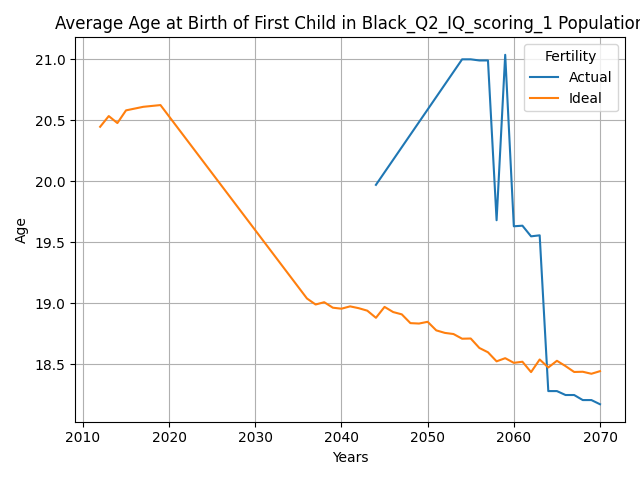 Average Age at Birth of First Child in Black_Q2_IQ_scoring_1 Population
Fertility
Actual
Ideal
21.0
20.5
20.0
19.5
19.0
18.5
Age
2010 2020 2030 2040 2050 2060 2070
Years